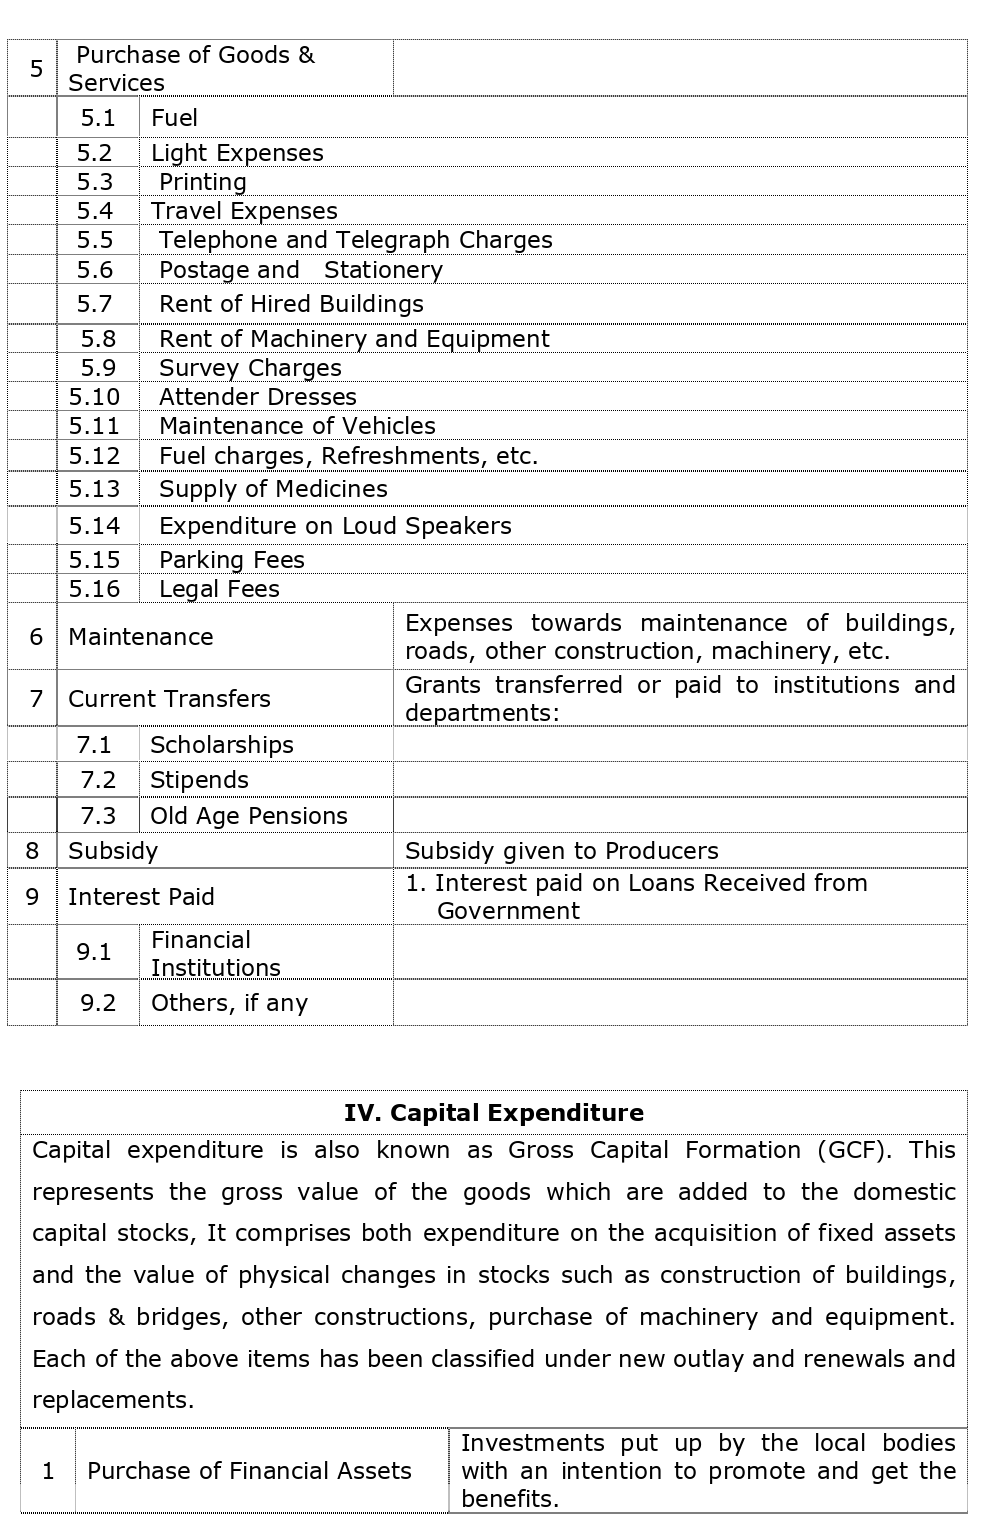 5 Purchase of Goods &
Services
5.1 Fuel
5.2 Light Expenses
5.3 Printing
5.4 Travel Expenses
5.5 Telephone and Telegraph Charges
5.6 Postage and Stationery
5.7 Rent of Hired Buildings
5.8 Rent of Machinery and Equipment
5.9 Survey Charges
5.10 Attender Dresses
5.11 Maintenance of Vehicles
5.12 Fuel charges, Refreshments, etc.
5.13 Supply of Medicines
5.14 Expenditure on Loud Speakers
5.15 Parking Fees
5.16 Legal Fees
6 Maintenance Expenses towards maintenance of buildings,
roads, other construction, machinery, etc.
7 Current Transfers Grants transferred or paid to institutions and
departments:
7.1 Scholarships
7.2 Stipends
7.3 Old Age Pensions
8 Subsidy Subsidy given to Producers
9 Interest Paid 1. Interest paid on Loans Received from
Government
9.1 Financial
Institutions
9.2 Others, if any
IV. Capital Expenditure
Capital expenditure is also known as Gross Capital Formation (GCF). This
represents the gross value of the goods which are added to the domestic
capital stocks, It comprises both expenditure on the acquisition of fixed assets
and the value of physical changes in stocks such as construction of buildings,
roads & bridges, other constructions, purchase of machinery and equipment.
Each of the above items has been classified under new outlay and renewals and
replacements.
1 Purchase of Financial Assets Investments put up by the local bodies
with an intention to promote and get the
benefits.